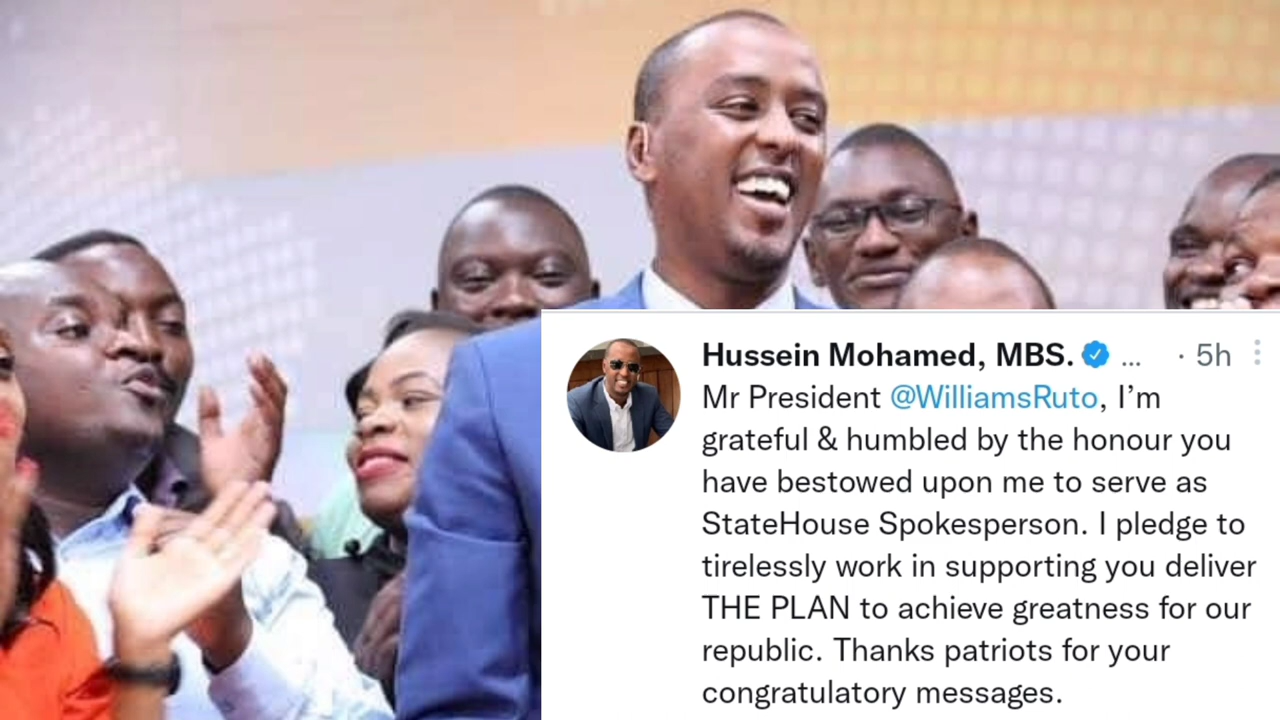 Hussein Mohamed, MBS. ... · 5h
Mr President @WilliamsRuto, I’m
grateful & humbled by the honour you
have bestowed upon me to serve as
StateHouse Spokesperson. I pledge to
tirelessly work in supporting you deliver
THE PLAN to achieve greatness for our
republic. Thanks patriots for your
congratulatory messages.